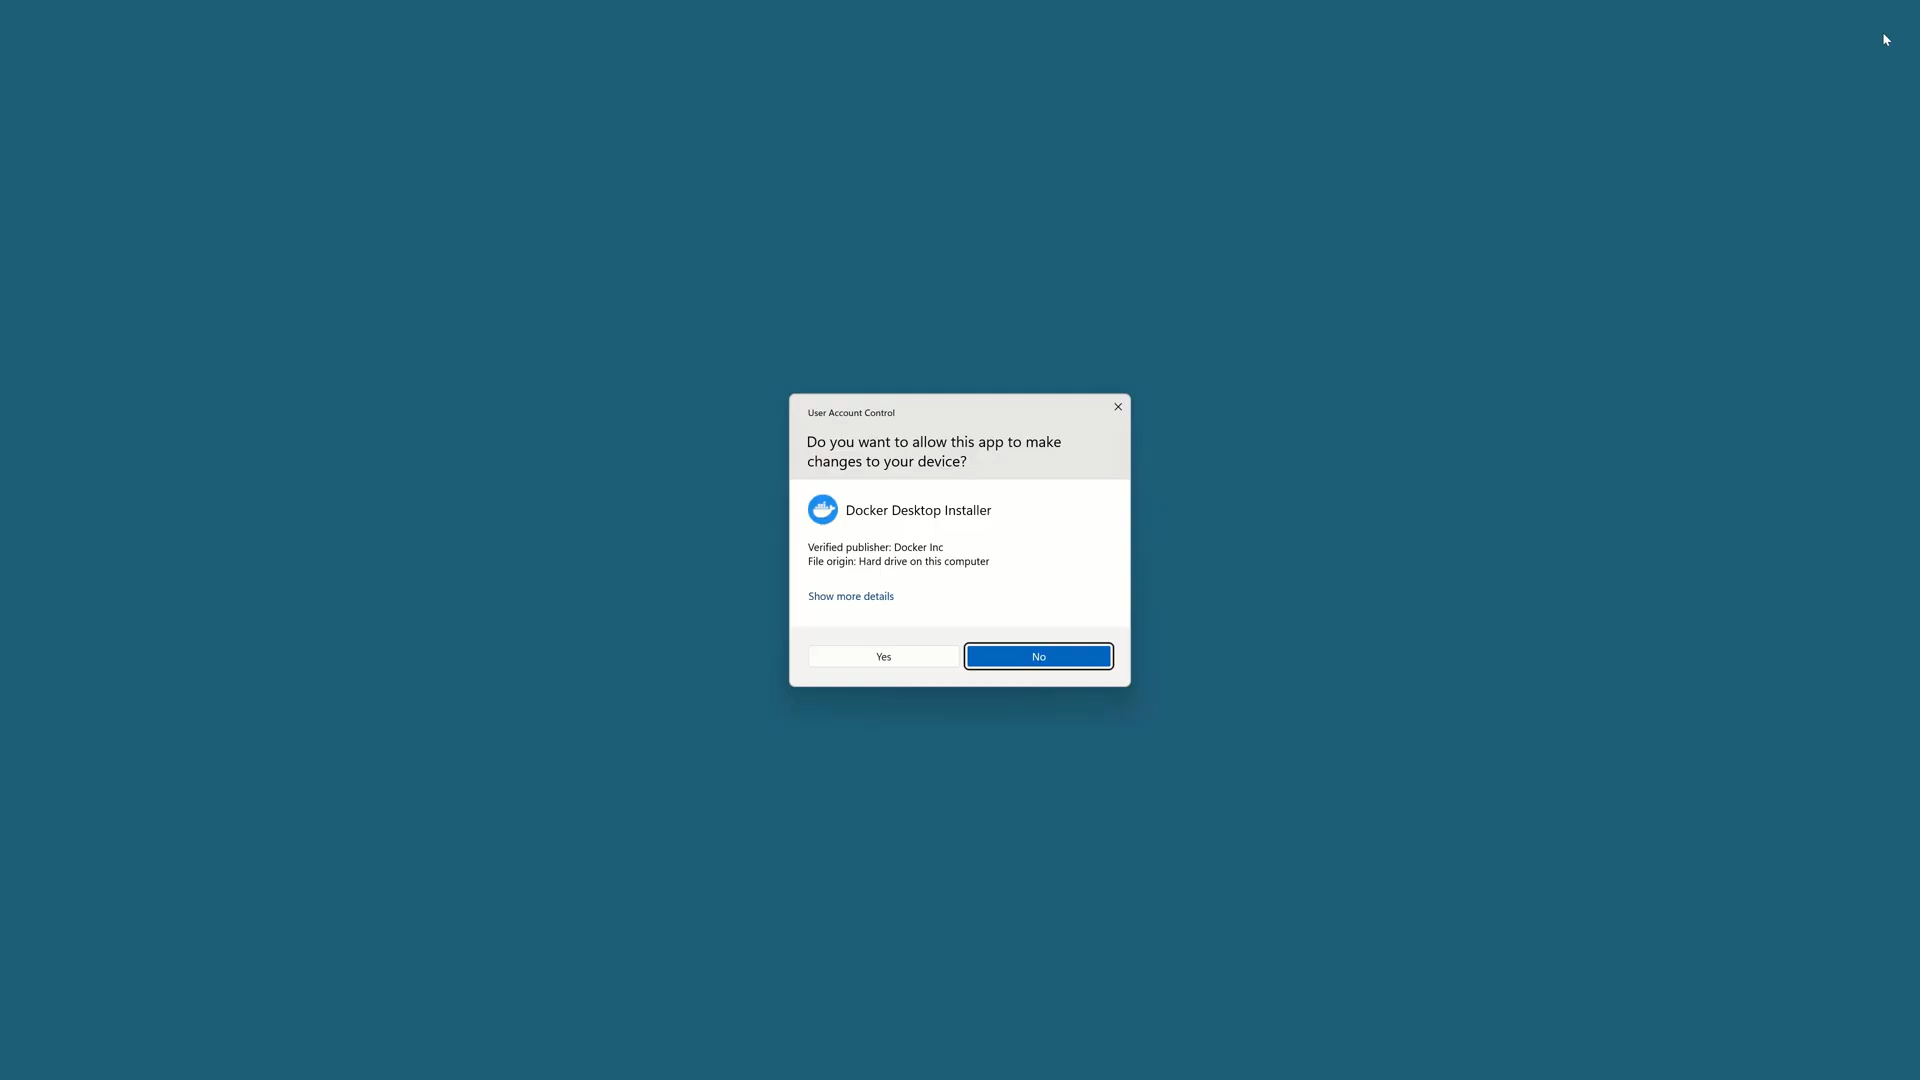 User Account Control
Do you want to allow this app to make
changes to your device?
Docker Desktop Installer
Verified publisher: Docker Inc
File origin: Hard drive on this computer
Show more details
Yes
No